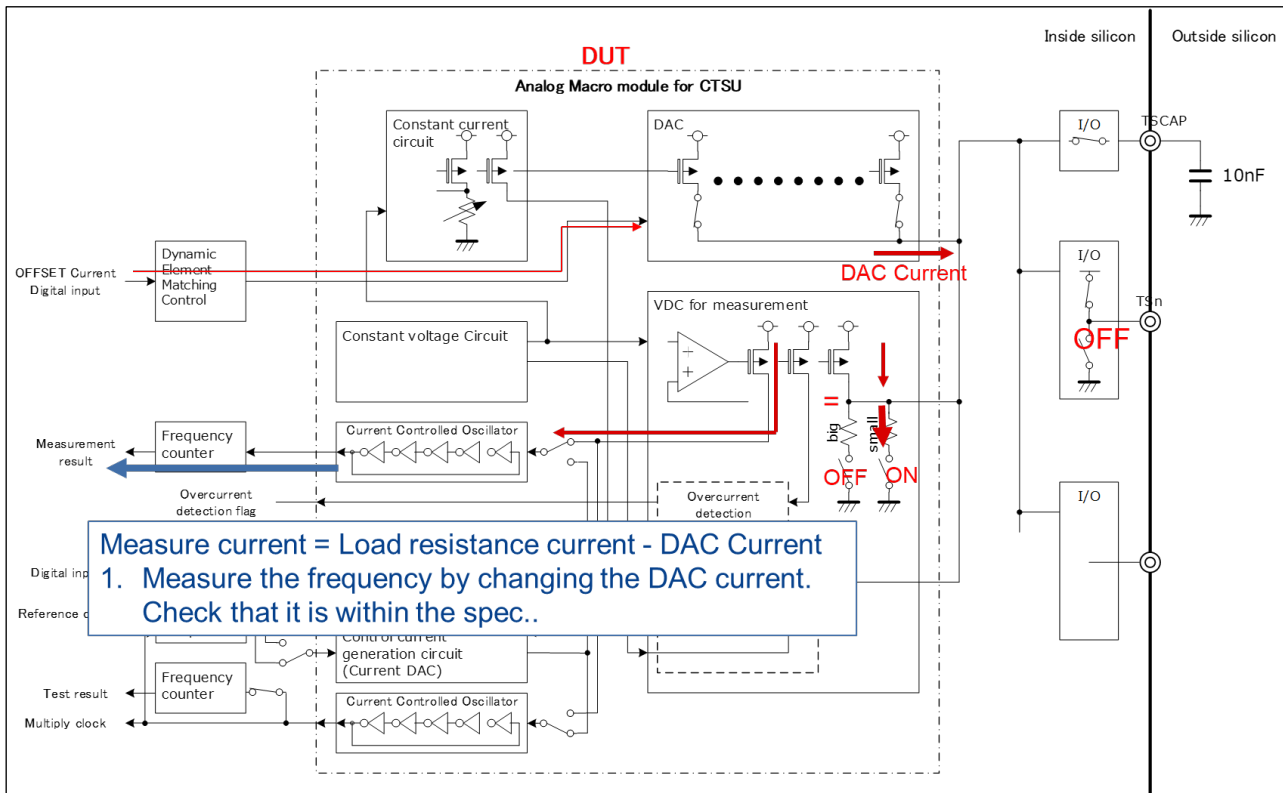 Inside silicon
Outside silicon
DUT
Analog Macro module for CTSU
Constant current
circuit
DAC
I/O
TSCAP
10nF
Dynamic
Element
Matching
Control
OFFSET Current
Digital input
DAC Current
I/O
TSn
OFF
Constant voltage Circuit
VDC for measurement
=
big
small
OFF
ON
Measurement
result
Frequency
counter
Current Controlled Oscillator
Overcurrent
detection flag
Overcurrent
detection
I/O
Measure current = Load resistance current - DAC Current
1. Measure the frequency by changing the DAC current.
Check that it is within the spec..
Digital inp
Reference c
Control current
generation circuit
(Current DAC)
Test result
Frequency
counter
Multiply clock
Current Controlled Oscillator